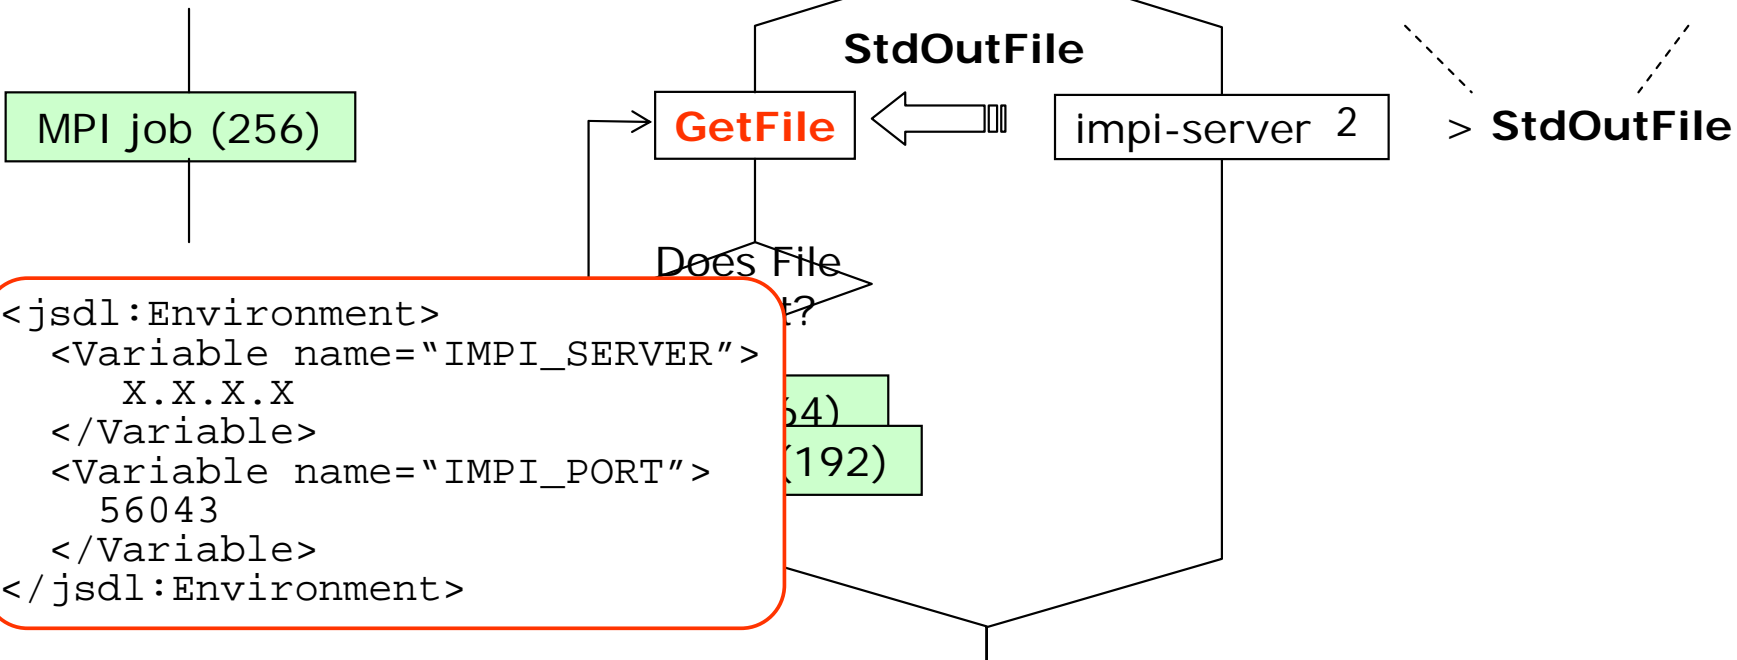 StdOutFile
MPI job (256)
GetFile
impi-server 2
> StdOutFile
Does File
t?
<jsdl:Environment>
<Variable name=“IMPI_SERVER”>
X.X.X.X
</Variable>
<Variable name=“IMPI_PORT”>
56043
</Variable>
</jsdl:Environment>
64)
(192)